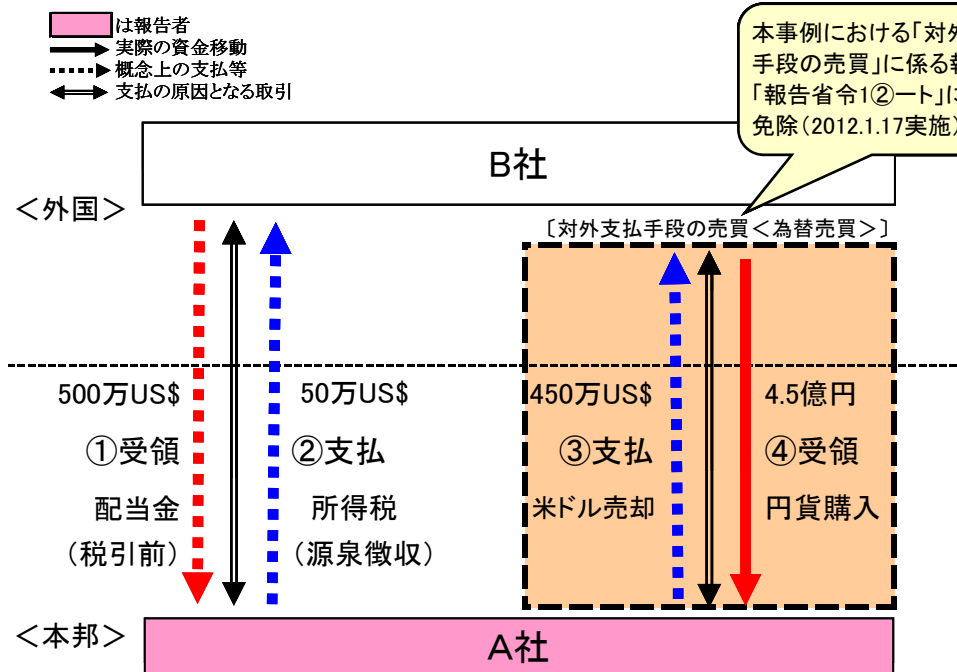 は報告者
実際の資金移動
概念上の支払等
支払の原因となる取引
本事例における「対外
手段の売買」に係る
「報告省令1②ート」に
免除(2012.1.17実施)
B社
＜外国＞
〔対外支払手段の売買＜為替売買＞〕
500万US$
50万US$
450万US$
4.5億円
①受領
②支払
③支払
④受領
配当金
所得税
米ドル売却
円貨購入
（税引前）
（源泉徴収）
＜本邦＞
A社